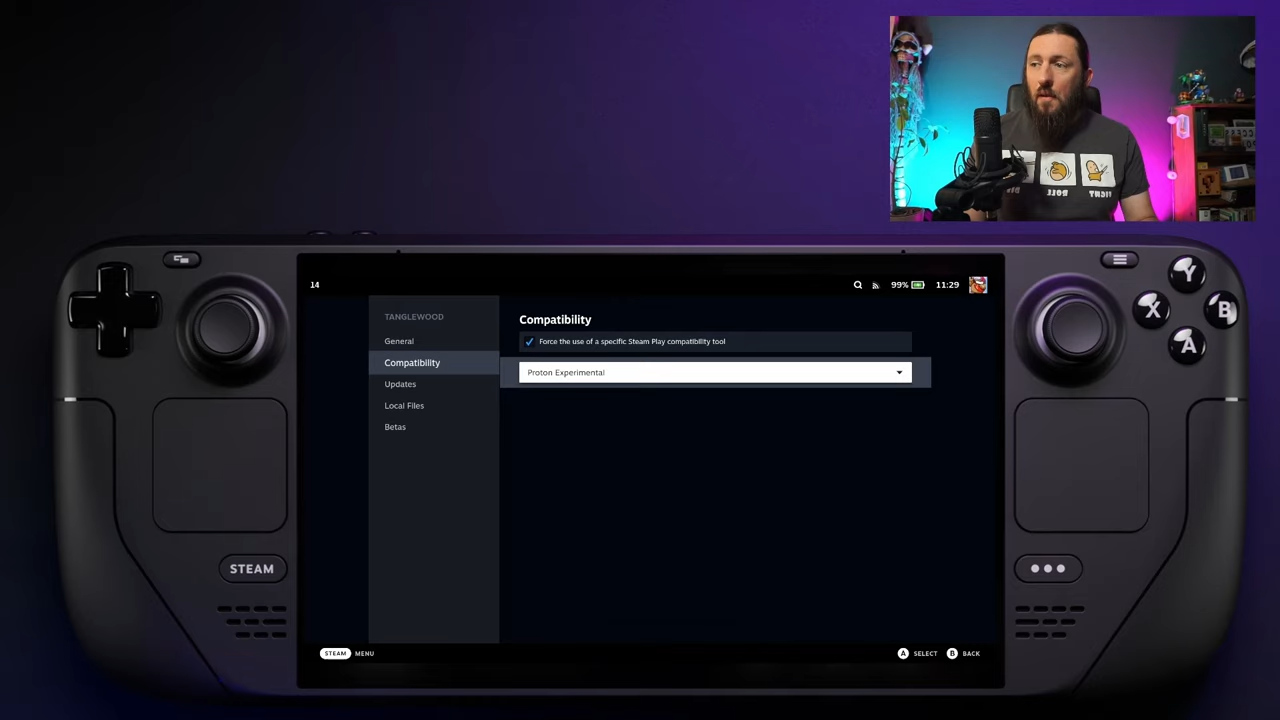 14
99%
11:29
TANGLEWOOD
General
Compatibility
Updates
Local Files
Betas
Compatibility
Force the use of a specific Steam Play compatibility tool
Proton Experimental
STEAM MENU
A SELECT B BACK
STEAM
Y
X
B
A
ROLL